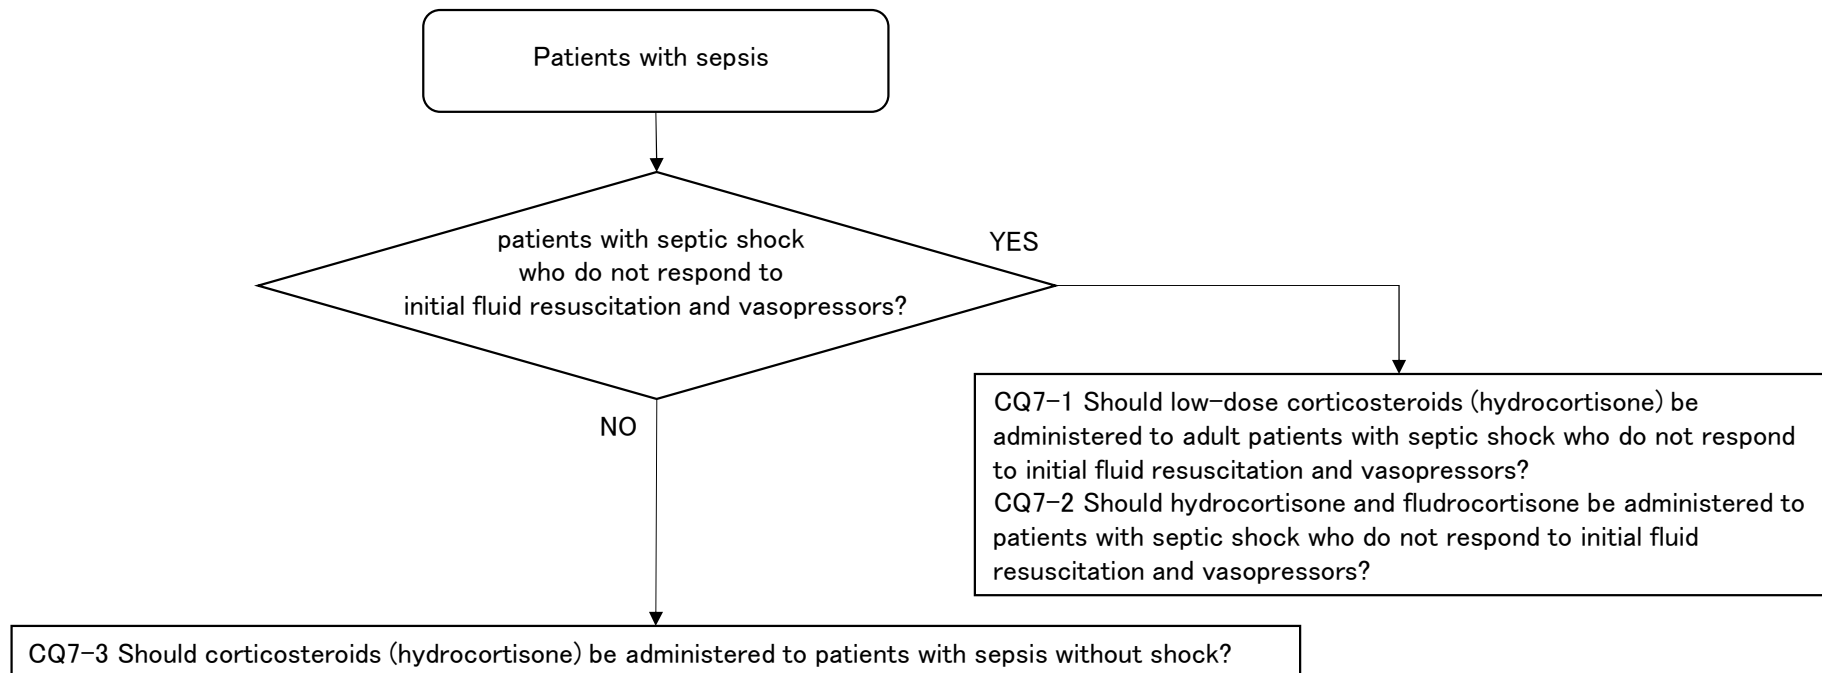 Patients with sepsis
patients with septic shock
who do not respond to
initial fluid resuscitation and vasopressors?
YES
NO
CQ7-1 Should low-dose corticosteroids (hydrocortisone) be
administered to adult patients with septic shock who do not respond
to initial fluid resuscitation and vasopressors?
CQ7-2 Should hydrocortisone and fludrocortisone be administered to
patients with septic shock who do not respond to initial fluid
resuscitation and vasopressors?
CQ7-3 Should corticosteroids (hydrocortisone) be administered to patients with sepsis without shock?